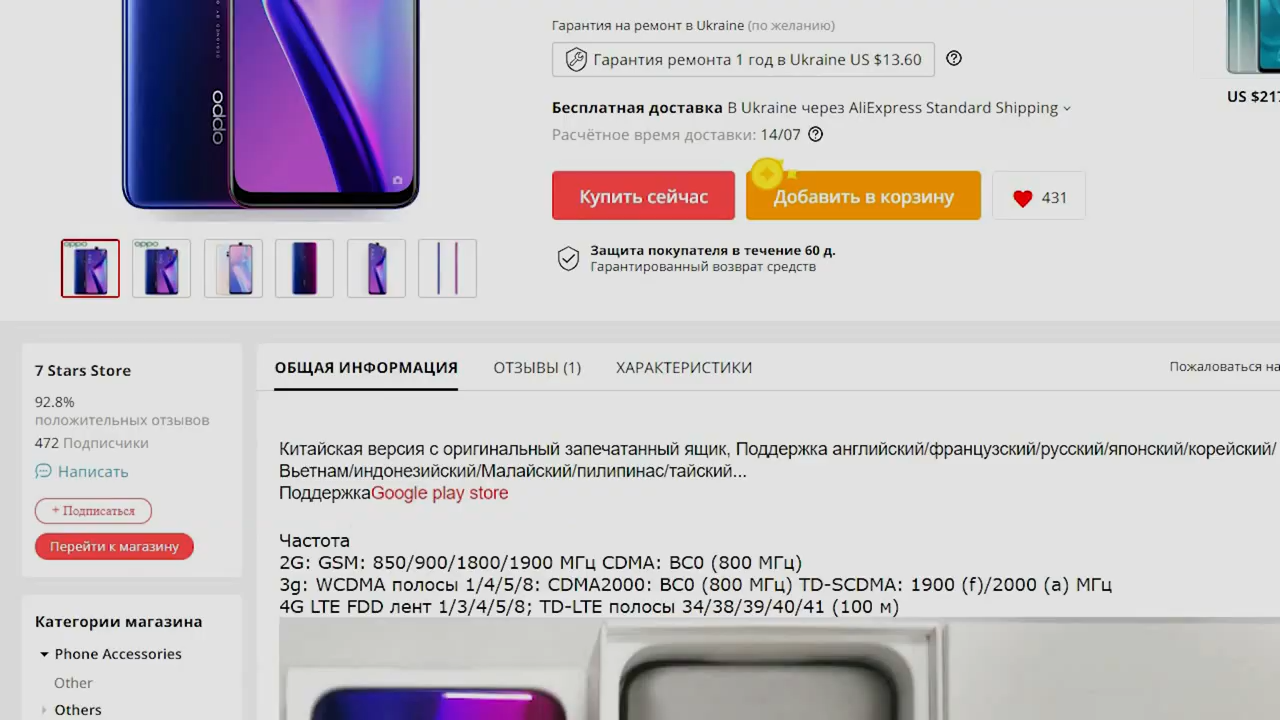 Гарантия на ремонт в Ukraine (по желанию)
Гарантия ремонта 1 год в Ukraine US $13.60
US $217
Бесплатная доставка В Ukraine через AliExpress Standard Shipping
Расчётное время доставки: 14/07
oppo
Купить сейчас
Добавить в корзину
431
Защита покупателя в течение 60 д.
Гарантированный возврат средств
oppo
oppo
7 Stars Store
92.8%
положительных отзывов
472 Подписчики
Написать
+ Подписаться
Перейти к магазину
Категории магазина
Phone Accessories
Other
Others
ОБЩАЯ ИНФОРМАЦИЯ
ОТЗЫВЫ (1)
ХАРАКТЕРИСТИКИ
Пожаловаться на
Китайская версия с оригинальный запечатанный ящик, Поддержка английский/французский/русский/японский/корейский/
Вьетнам/индонезийский/Малайский/пилипинас/тайский...
ПоддержкаGoogle play store
Частота
2G: GSM: 850/900/1800/1900 МГц CDMA: BC0 (800 МГц)
3g: WCDMA полосы 1/4/5/8: CDMA2000: BC0 (800 МГц) TD-SCDMA: 1900 (f)/2000 (a) МГц
4G LTE FDD лент 1/3/4/5/8; TD-LTE полосы 34/38/39/40/41 (100 м)